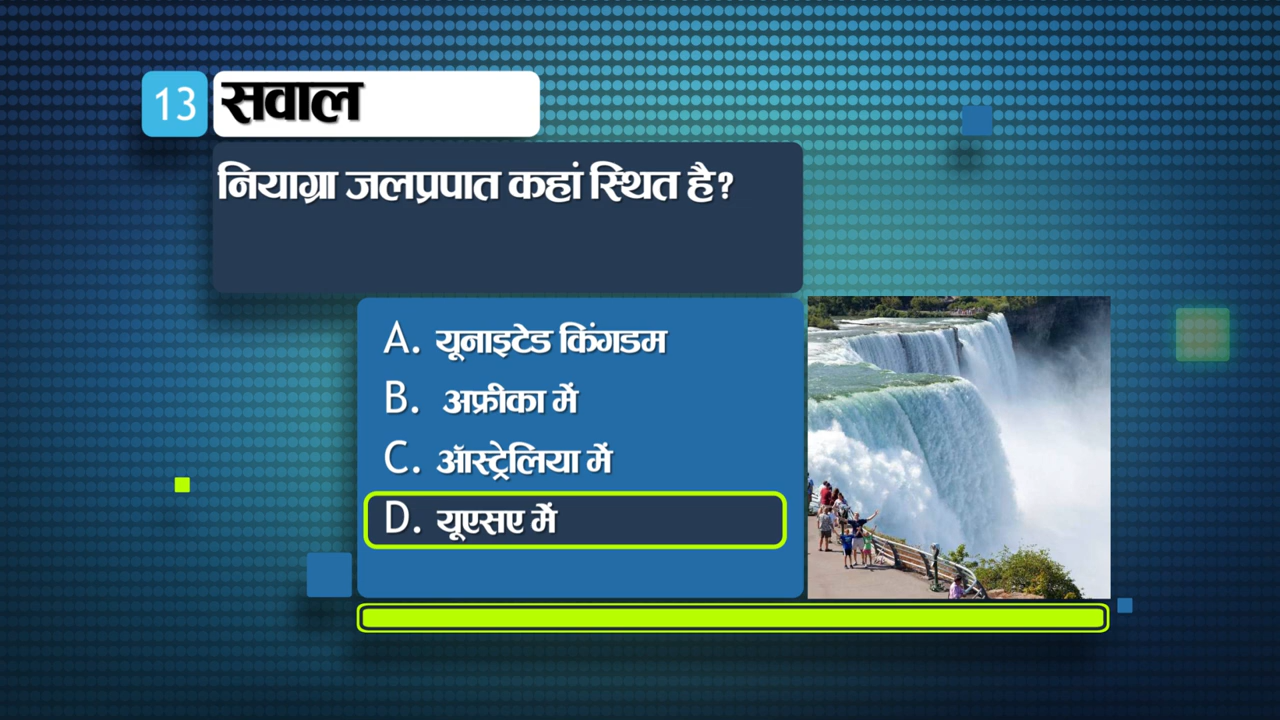 13 सवाल
नियाग्रा जलप्रपात कहां स्थित है?
A. यूनाइटेड किंगडम
B. अफ्रीका में
C. ऑस्ट्रेलिया में
D. यूएसए में